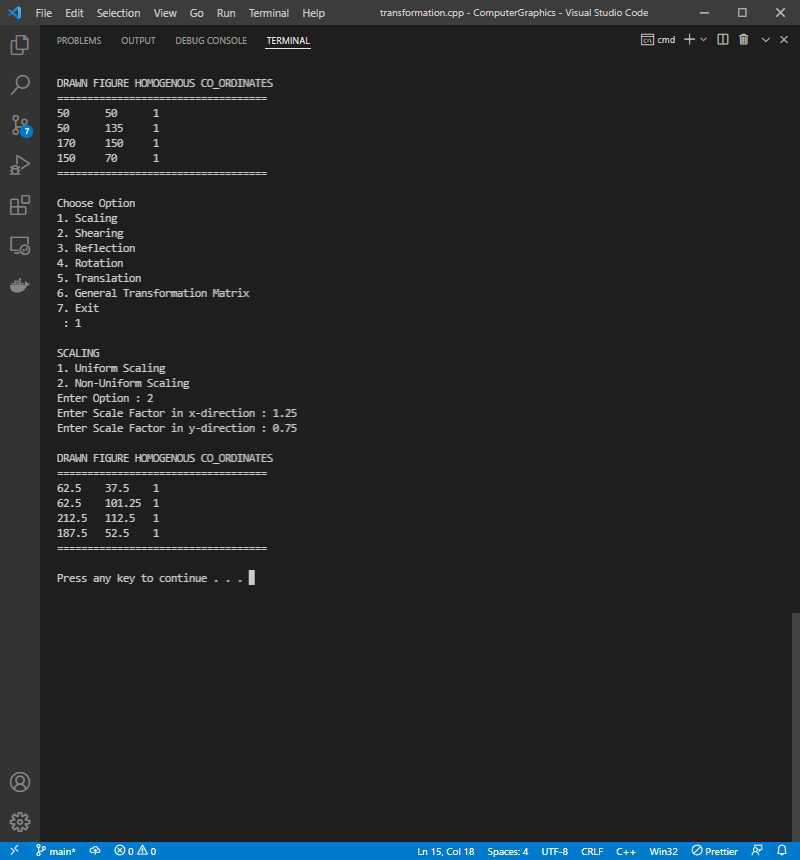 File Edit Selection View Go Run Terminal Help transformation.cpp - ComputerGraphics - Visual Studio Code
PROBLEMS OUTPUT DEBUG CONSOLE TERMINAL cmd
7
DRAWN FIGURE HOMOGENOUS CO_ORDINATES
===================================
50 50 1
50 135 1
170 150 1
150 70 1
===================================
Choose Option
1. Scaling
2. Shearing
3. Reflection
4. Rotation
5. Translation
6. General Transformation Matrix
7. Exit
: 1
SCALING
1. Uniform Scaling
2. Non-Uniform Scaling
Enter Option : 2
Enter Scale Factor in x-direction : 1.25
Enter Scale Factor in y-direction : 0.75
DRAWN FIGURE HOMOGENOUS CO_ORDINATES
===================================
62.5 37.5 1
62.5 101.25 1
212.5 112.5 1
187.5 52.5 1
===================================
Press any key to continue . . .
main* 0 0 Ln 15, Col 18 Spaces: 4 UTF-8 CRLF C++ Win32 Prettier